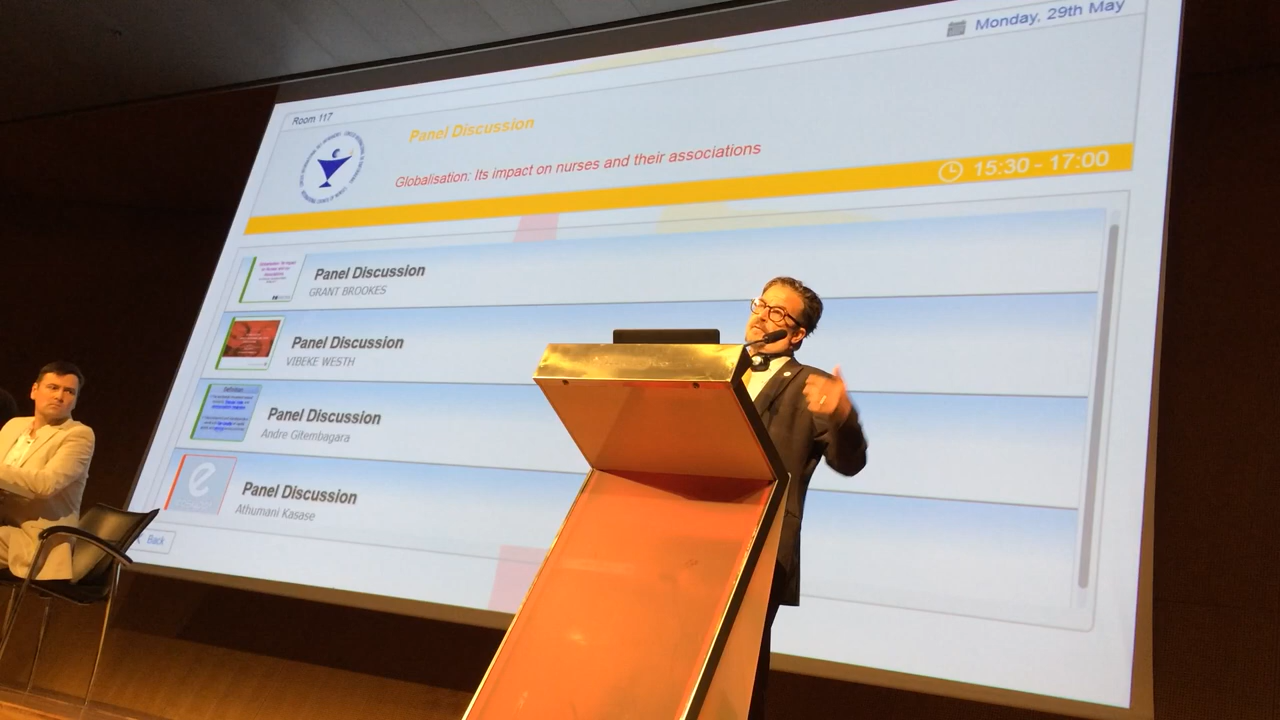 Monday, 29th May
Room 117
Panel Discussion
Globalisation: Its impact on nurses and their associations
15:30 - 17:00
Panel Discussion
GRANT BROOKES
Panel Discussion
VIBEKE WESTH
Panel Discussion
Andre Gitembagara
Definition
Panel Discussion
Athumani Kasase
e
Back